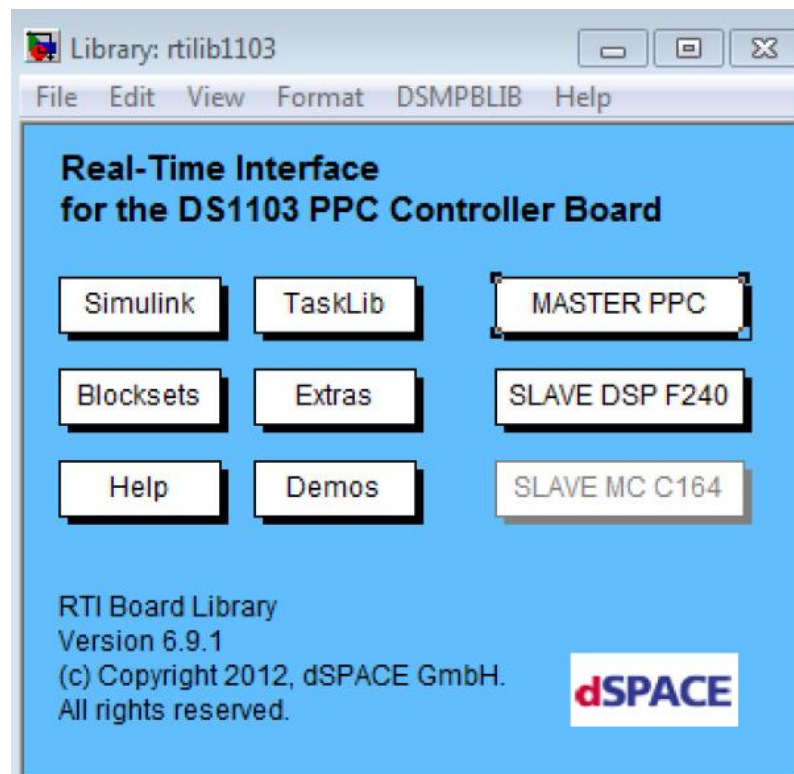 Library: rtilib1103
File Edit View Format DSMPBLIB Help
Real-Time Interface
for the DS1103 PPC Controller Board
Simulink TaskLib MASTER PPC
Blocksets Extras SLAVE DSP F240
Help Demos SLAVE MC C164
RTI Board Library
Version 6.9.1
(c) Copyright 2012, dSPACE GmbH.
All rights reserved.
dSPACE